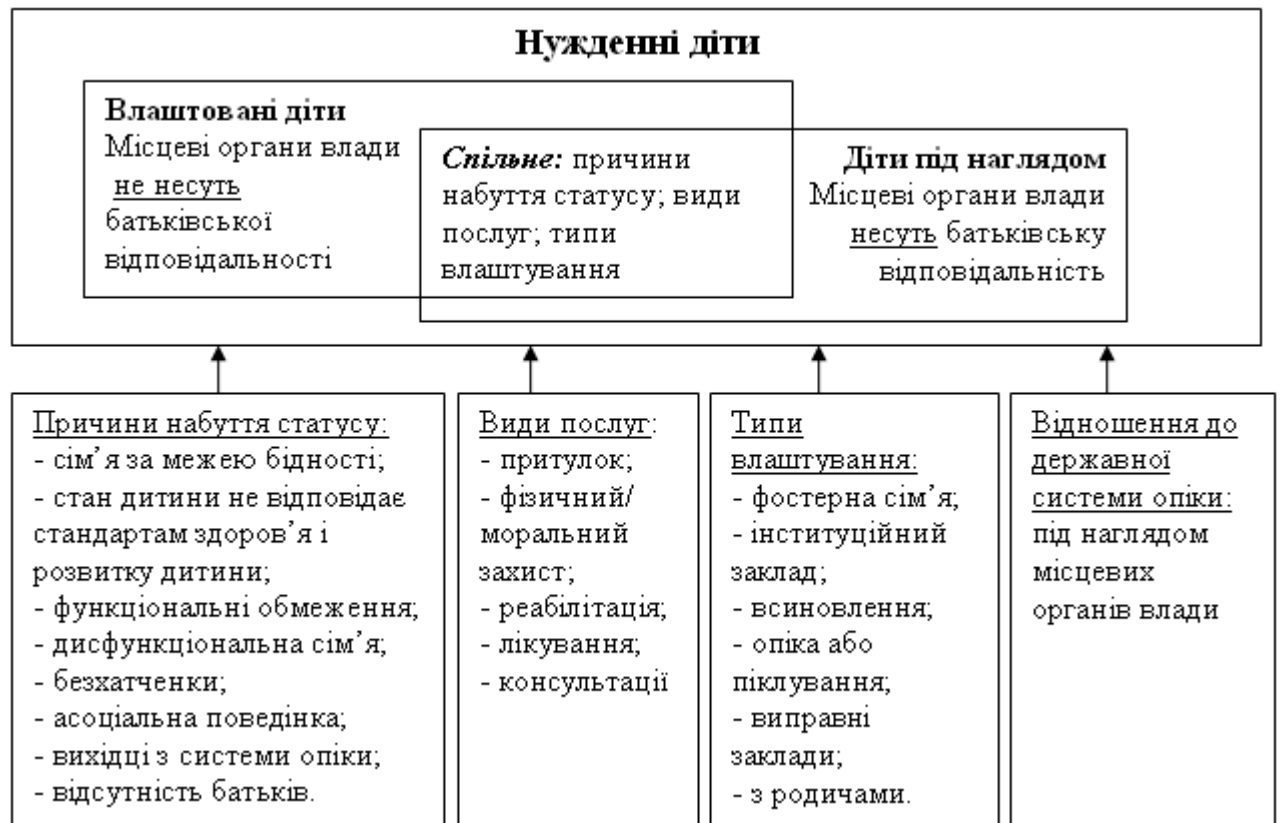 Нужденні діти
Влаштовані діти
Місцеві органи влади
не несуть
батьківської
відповідальності
Спільне: причини
набуття статусу; види
послуг; типи
влаштування
Діти під наглядом
Місцеві органи влади
несуть батьківську
відповідальність
Причини набуття статусу:
- сім’я за межею бідності;
- стан дитини не відповідає
стандартам здоров’я і
розвитку дитини;
- функціональні обмеження;
- дисфункціональна сім’я;
- безхатченки;
- асоціальна поведінка;
- вихідці з системи опіки;
- відсутність батьків.
Види послуг:
- притулок;
- фізичний/
моральний
захист;
- реабілітація;
- лікування;
- консультації
Типи
влаштування:
- фостерна сім’я;
- інституційний
заклад;
- всиновлення;
- опіка або
піклування;
- виправні
заклади;
- з родичами.
Відношення до
державної
системи опіки:
під наглядом
місцевих
органів влади